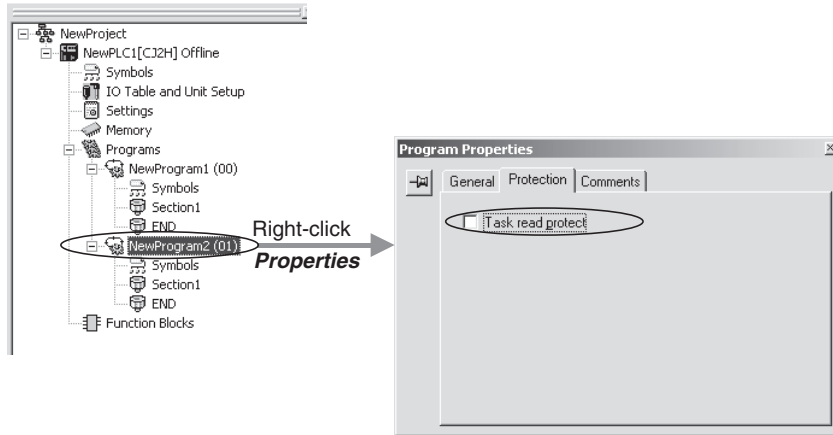 NewProject
NewPLC1[CJ2H] Offline
Symbols
IO Table and Unit Setup
Settings
Memory
Programs
NewProgram1 (00)
Symbols
Section1
END
NewProgram2 (01)
Symbols
Section1
END
Function Blocks
Right-click
Properties
Program Properties
General Protection Comments
Task read protect